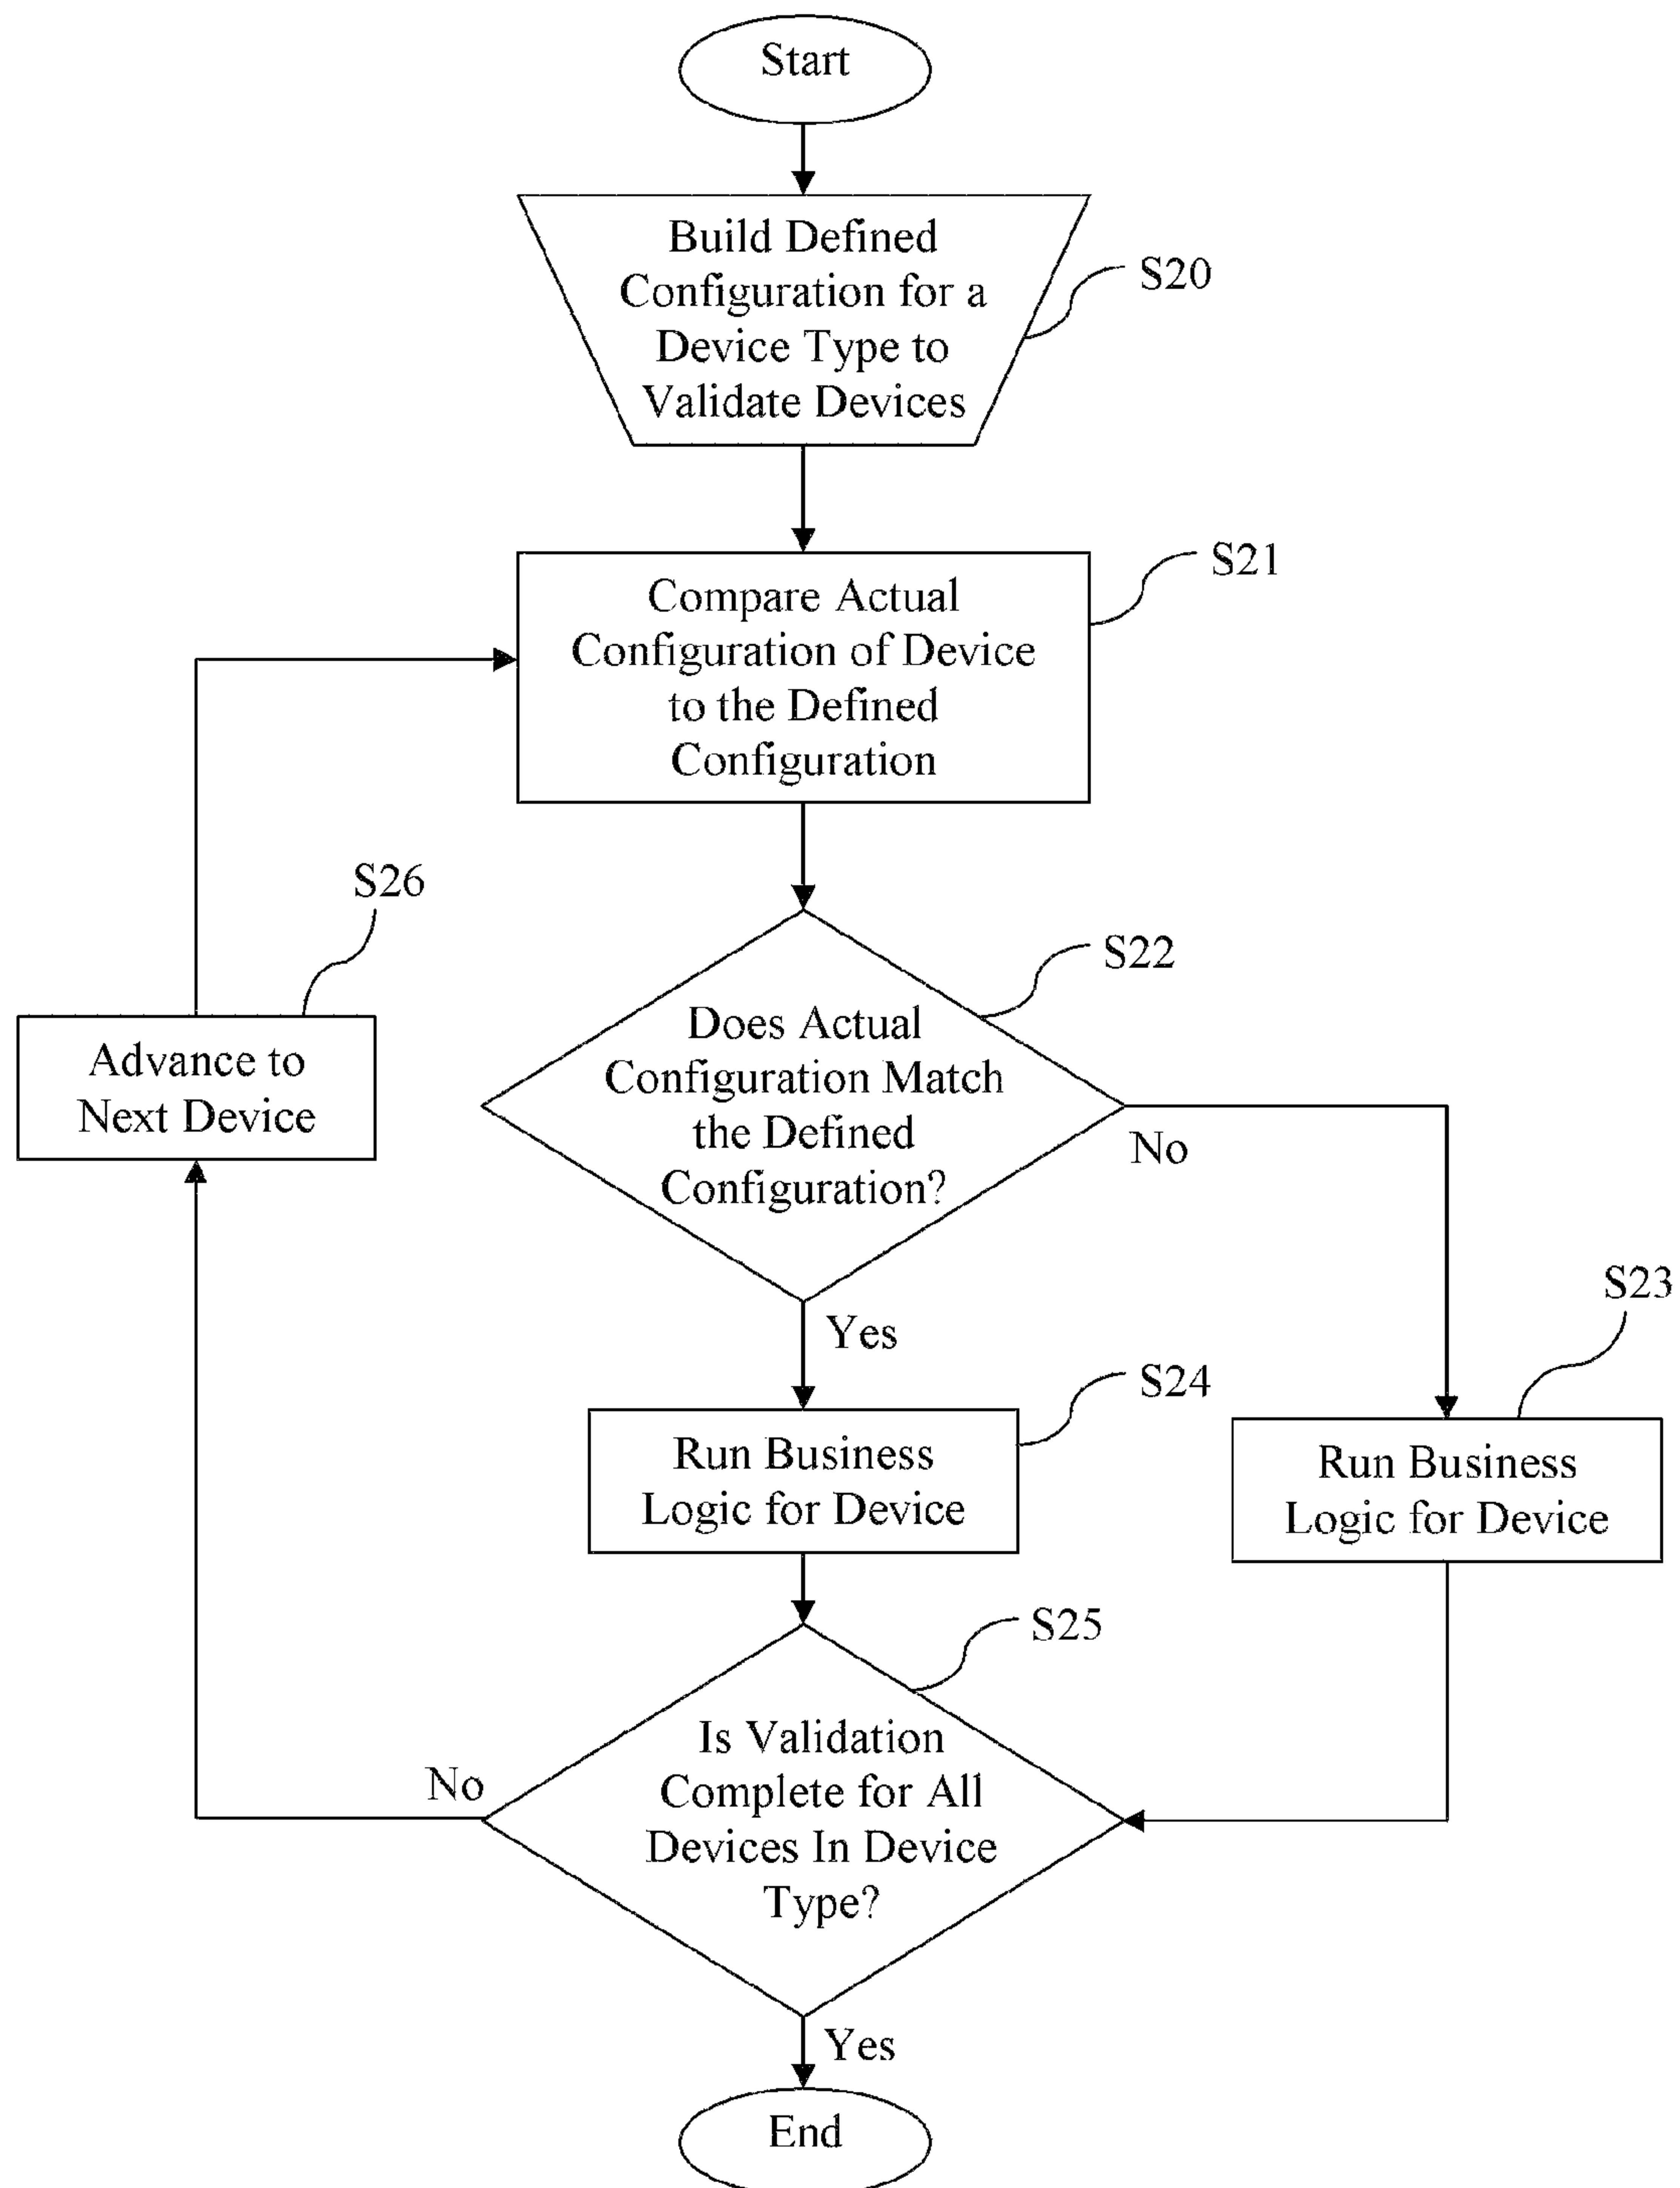 Start
Build Defined
Configuration for a
Device Type to
Validate Devices
S20
Compare Actual
Configuration of Device
to the Defined
Configuration
S21
S26
Advance to
Next Device
S22
Does Actual
Configuration Match
the Defined
Configuration?
No
Yes
S23
S24
Run Business
Logic for Device
Run Business
Logic for Device
S25
Is Validation
Complete for All
Devices In Device
Type?
No
Yes
End